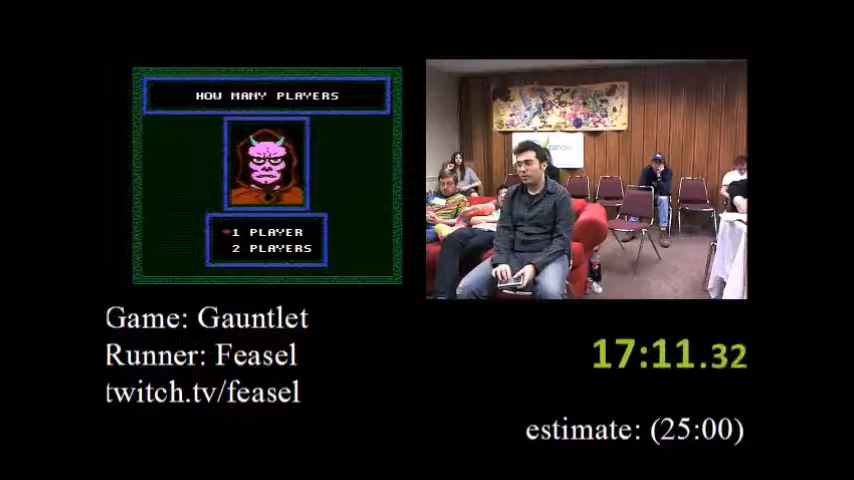 HOW MANY PLAYERS
1 PLAYER
2 PLAYERS
Game: Gauntlet
Runner: Feasel
twitch.tv/feasel
17:11.32
estimate: (25:00)